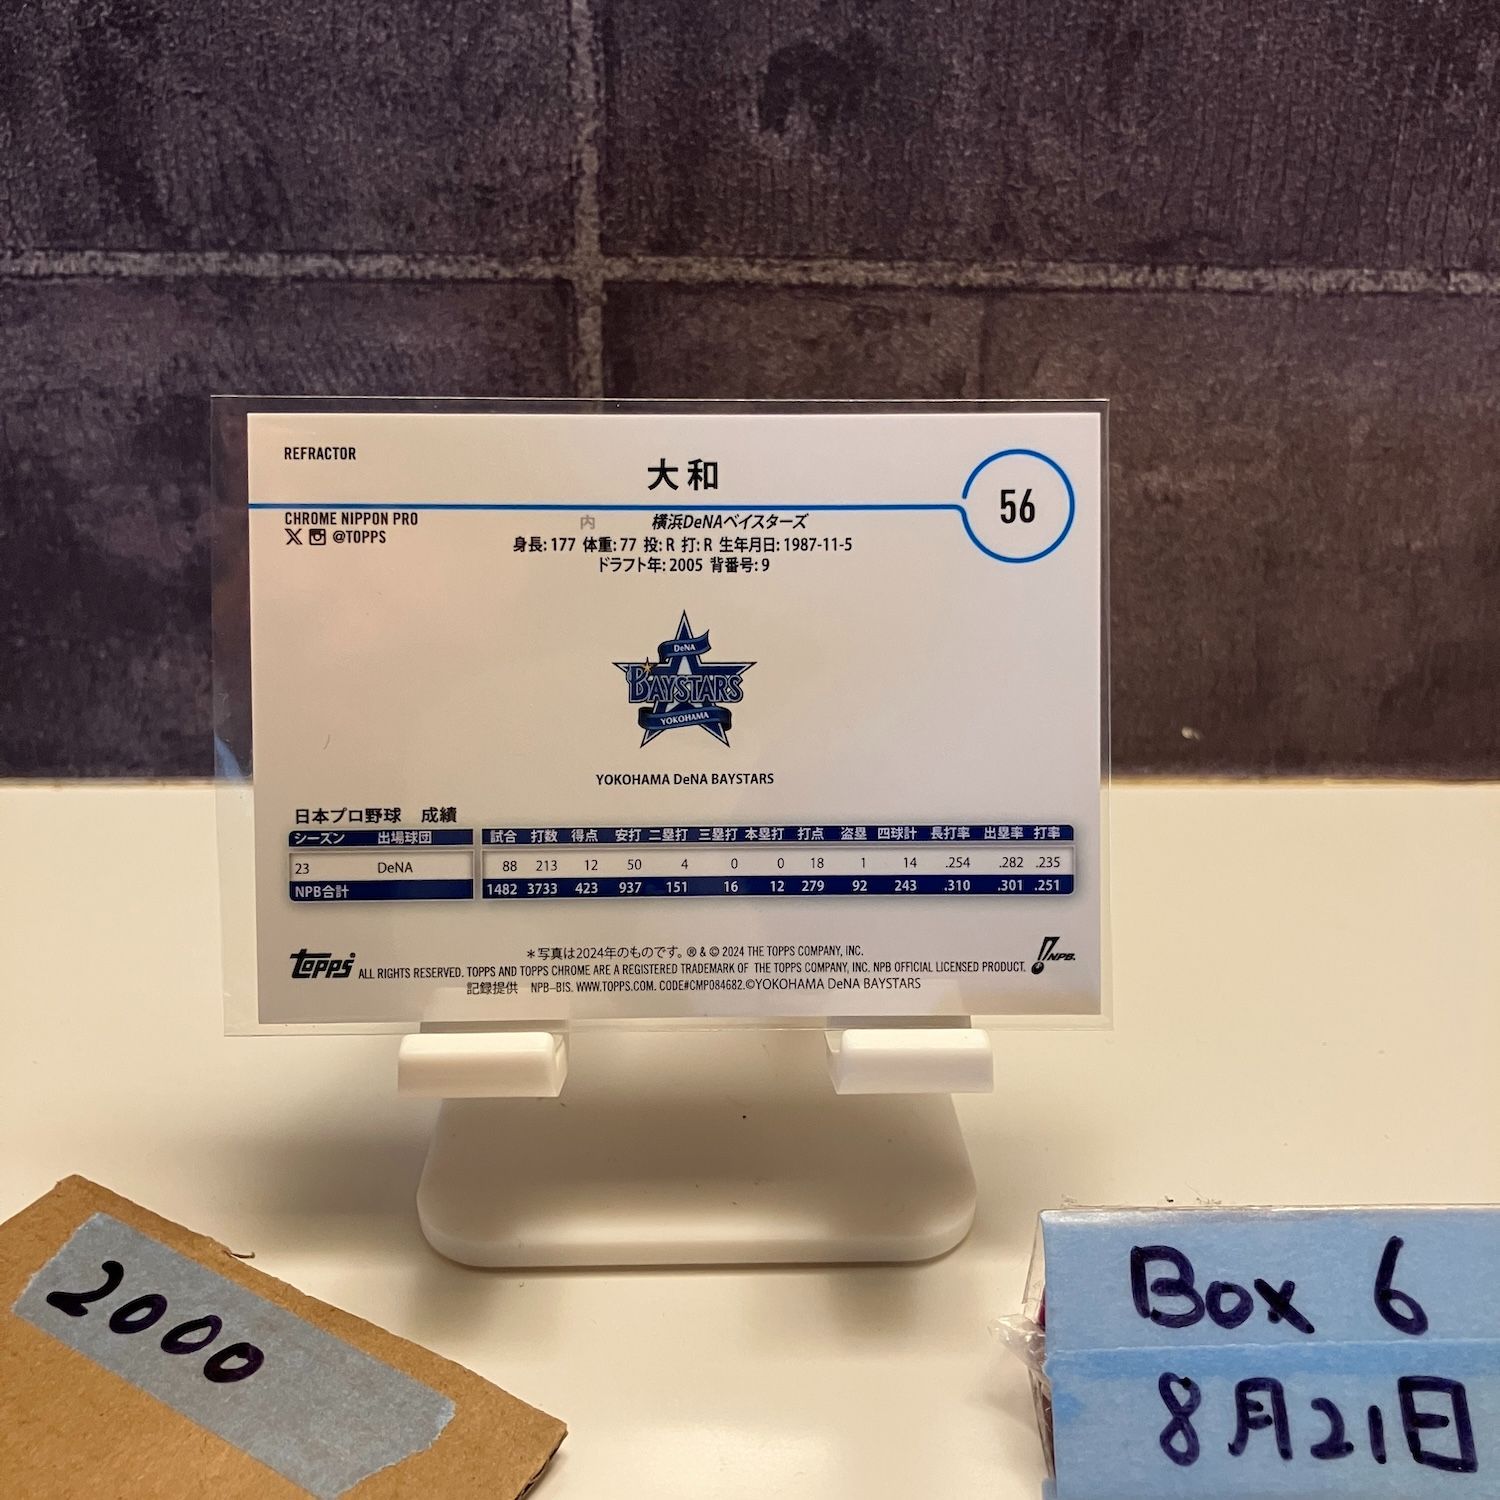 REFRACTOR
大和
56
CHROME NIPPON PRO
内 横浜DeNAベイスターズ
@TOPPS
身長: 177 体重: 77 投: R 打: R 生年月日: 1987-11-5
ドラフト年: 2005 背番号: 9
DeNA
BAYSTARS
YOKOHAMA
YOKOHAMA DeNA BAYSTARS
日本プロ野球 成績
シーズン 出場球団 試合 打数 得点 安打 二塁打 三塁打 本塁打 打点 盗塁 四球計 長打率 出塁率 打率
23 DeNA 88 213 12 50 4 0 0 18 1 14 .254 .282 .235
NPB合計 1482 3733 423 937 151 16 12 279 92 243 .310 .301 .251
topps
*写真は2024年のものです。® & © 2024 THE TOPPS COMPANY, INC.
ALL RIGHTS RESERVED. TOPPS AND TOPPS CHROME ARE A REGISTERED TRADEMARK OF THE TOPPS COMPANY, INC. NPB OFFICIAL LICENSED PRODUCT.
NPB.
記録提供 NPB-BIS. WWW.TOPPS.COM. CODE#CMP084682.©YOKOHAMA DeNA BAYSTARS
2000
Box 6
8月21日